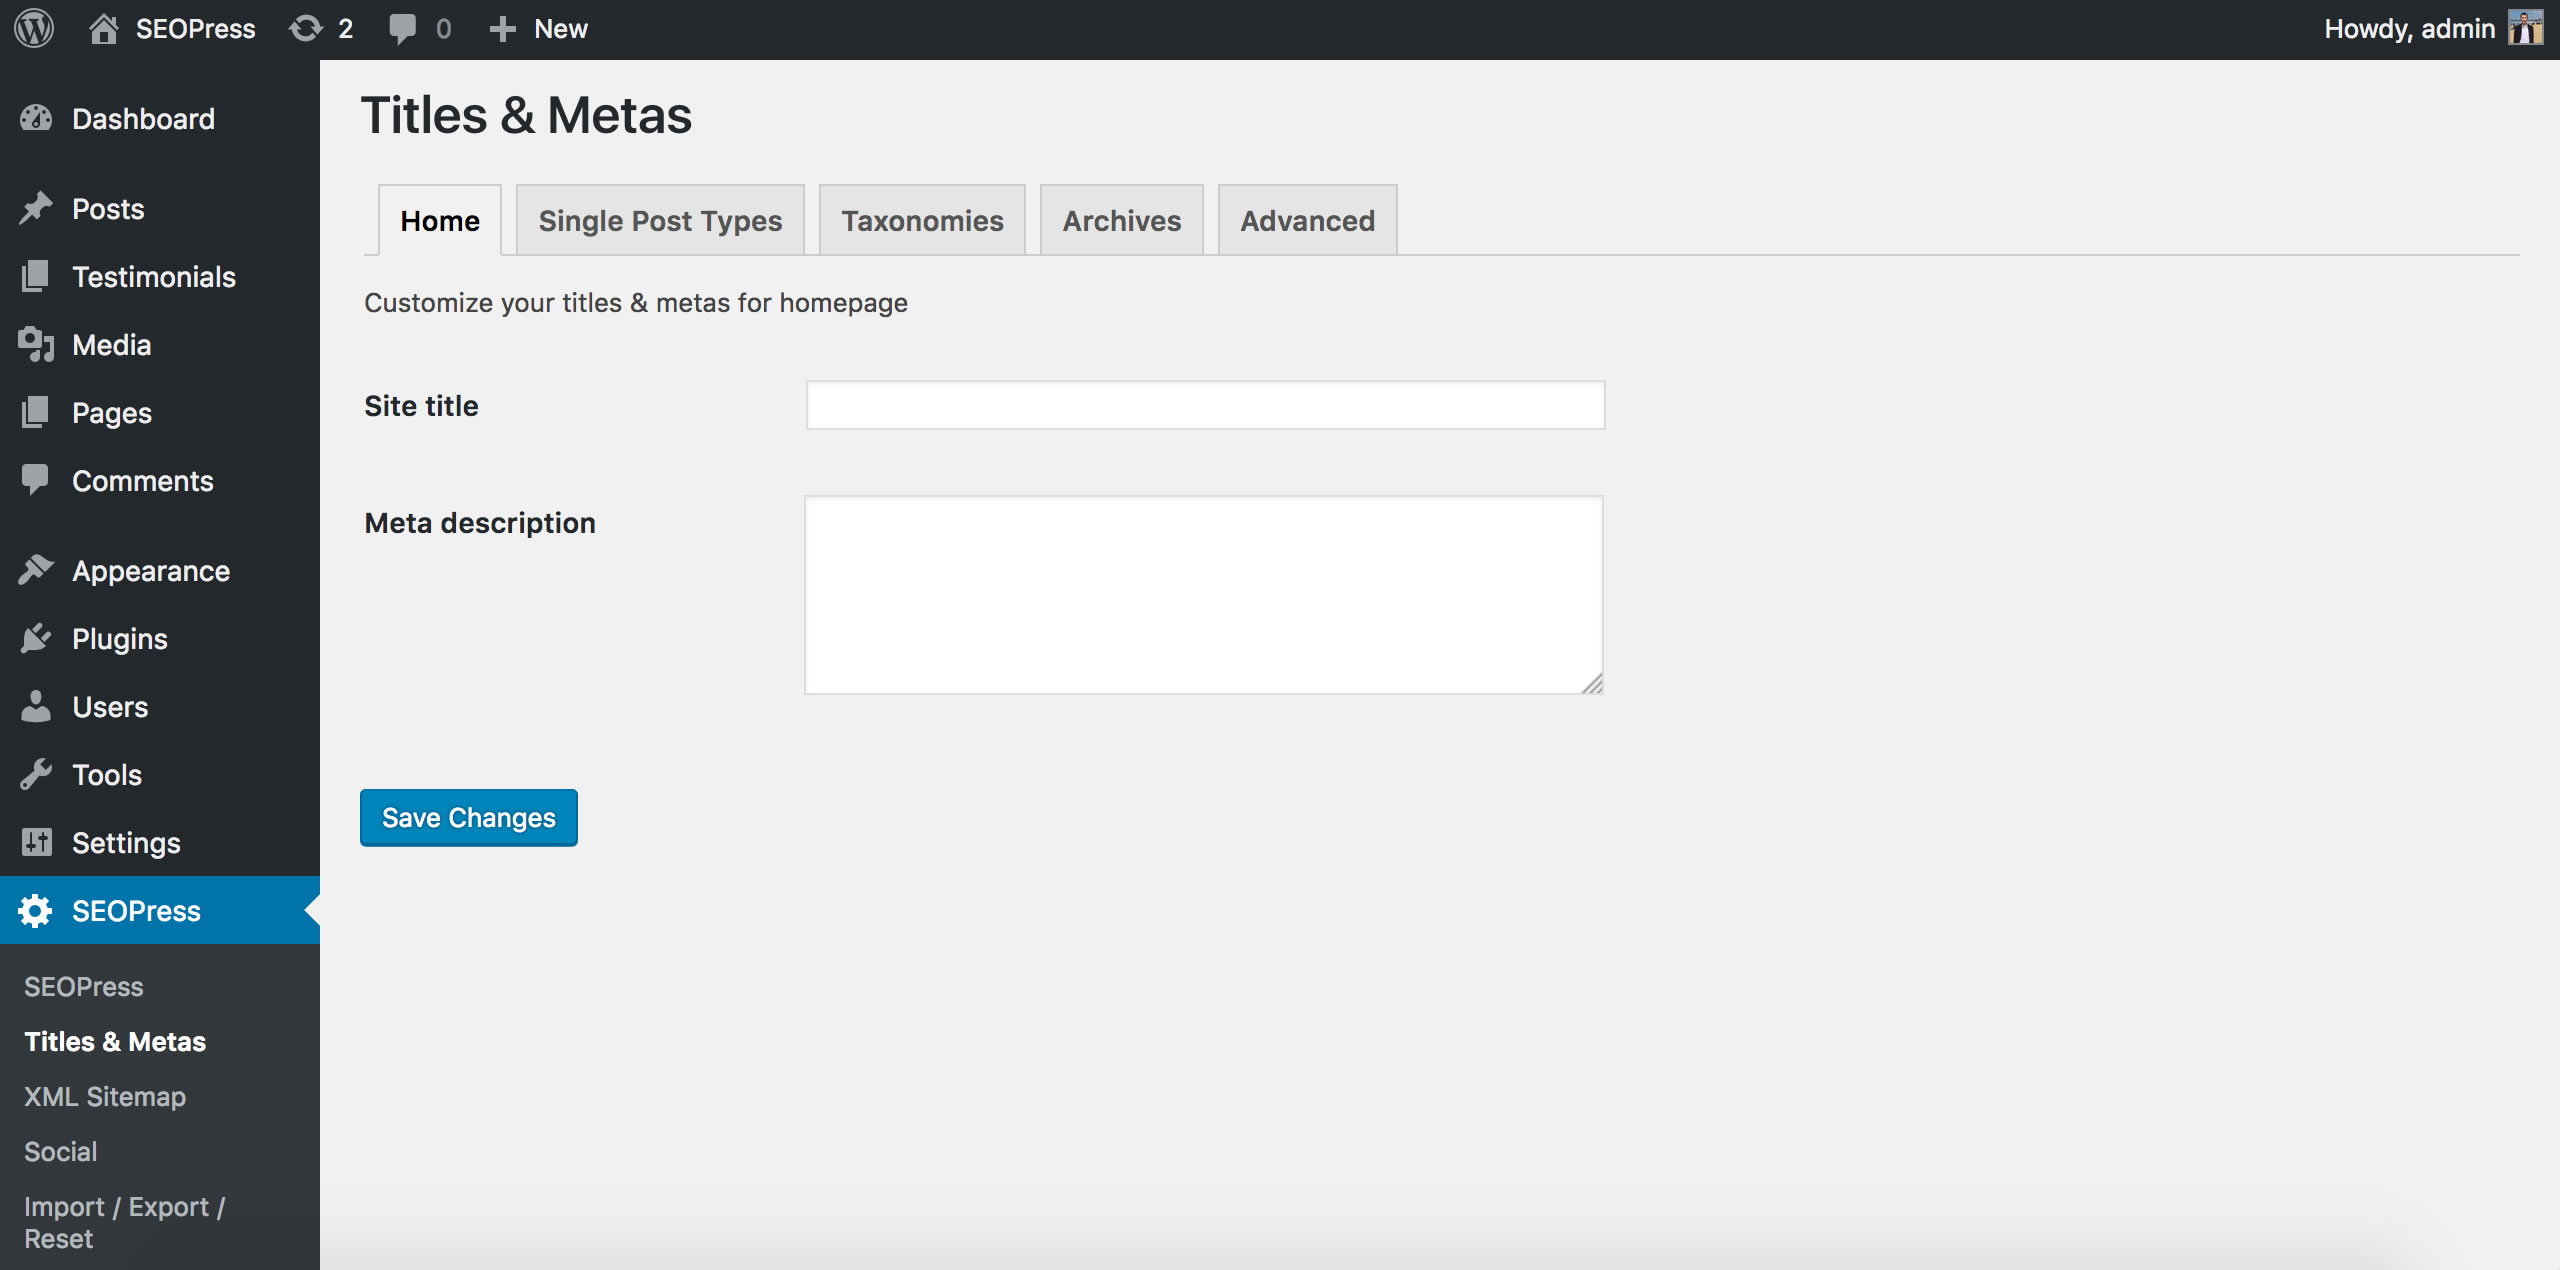 SEOPress 2 0 New Howdy, admin
Dashboard
Posts
Testimonials
Media
Pages
Comments
Appearance
Plugins
Users
Tools
Settings
SEOPress
SEOPress
Titles & Metas
XML Sitemap
Social
Import / Export /
Reset
Titles & Metas
Home Single Post Types Taxonomies Archives Advanced
Customize your titles & metas for homepage
Site title
Meta description
Save Changes